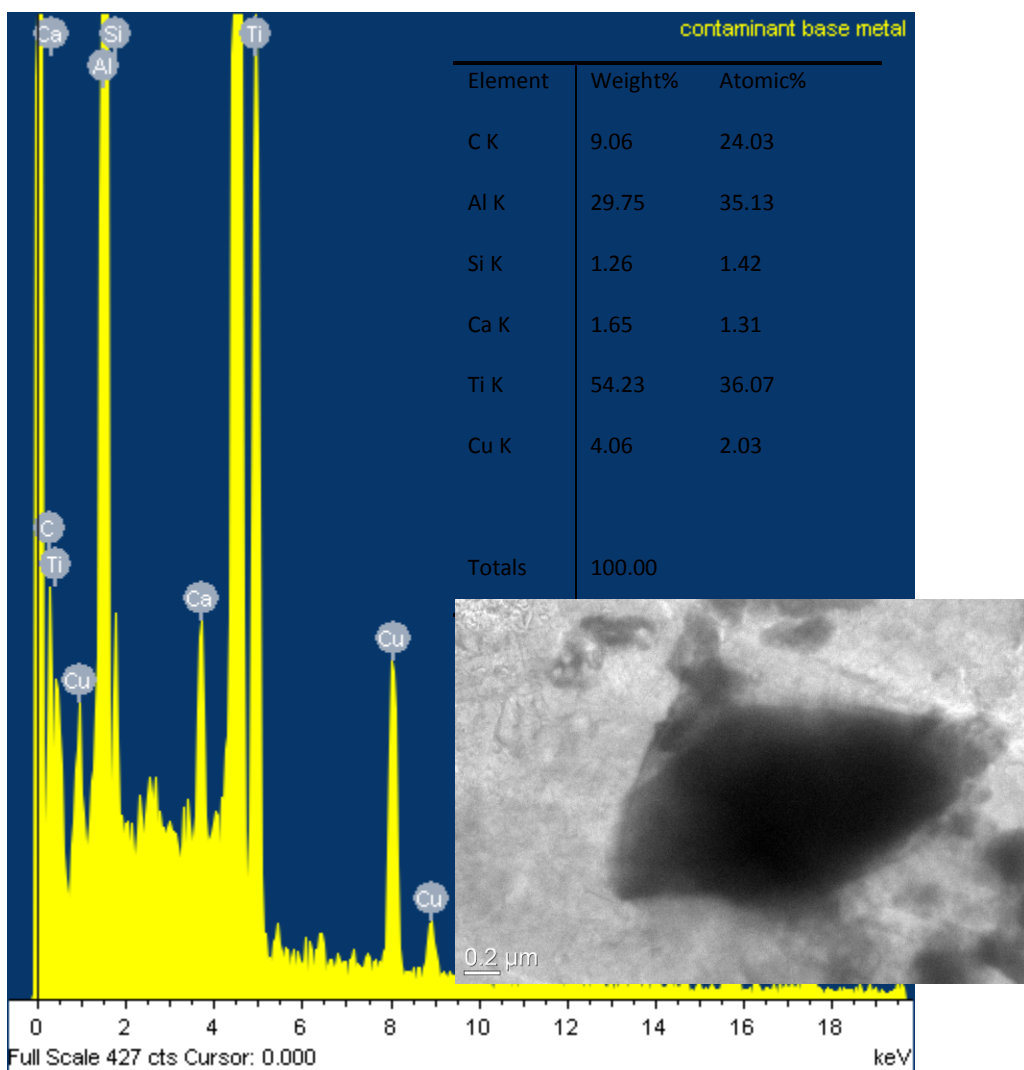 contaminant base metal
Ca Si Ti
Al
Element Weight% Atomic%
C K 9.06 24.03
Al K 29.75 35.13
Si K 1.26 1.42
Ca K 1.65 1.31
Ti K 54.23 36.07
Cu K 4.06 2.03
Totals 100.00
C
Ti
Ca
Cu
Cu
Cu
0.2 µm
0 2 4 6 8 10 12 14 16 18
Full Scale 427 cts Cursor: 0.000 keV